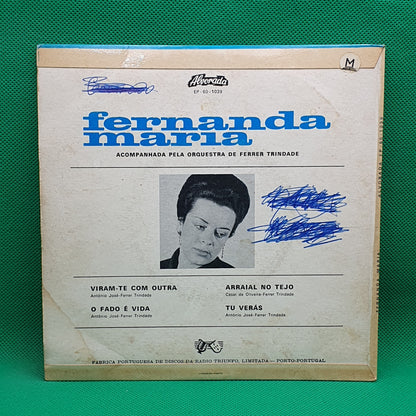 Alvorada
EP 60-1039
M
fernanda
maria
ACOMPANHADA PELA ORQUESTRA DE FERRER TRINDADE
VIRAM-TE COM OUTRA
António José-Ferrer Trindade
O FADO É VIDA
António José-Ferrer Trindade
ARRAIAL NO TEJO
César de Oliveira-Ferrer Trindade
TU VERÁS
António José-Ferrer Trindade
FÁBRICA PORTUGUESA DE DISCOS DA RÁDIO TRIUNFO, LIMITADA — PORTO-PORTUGAL